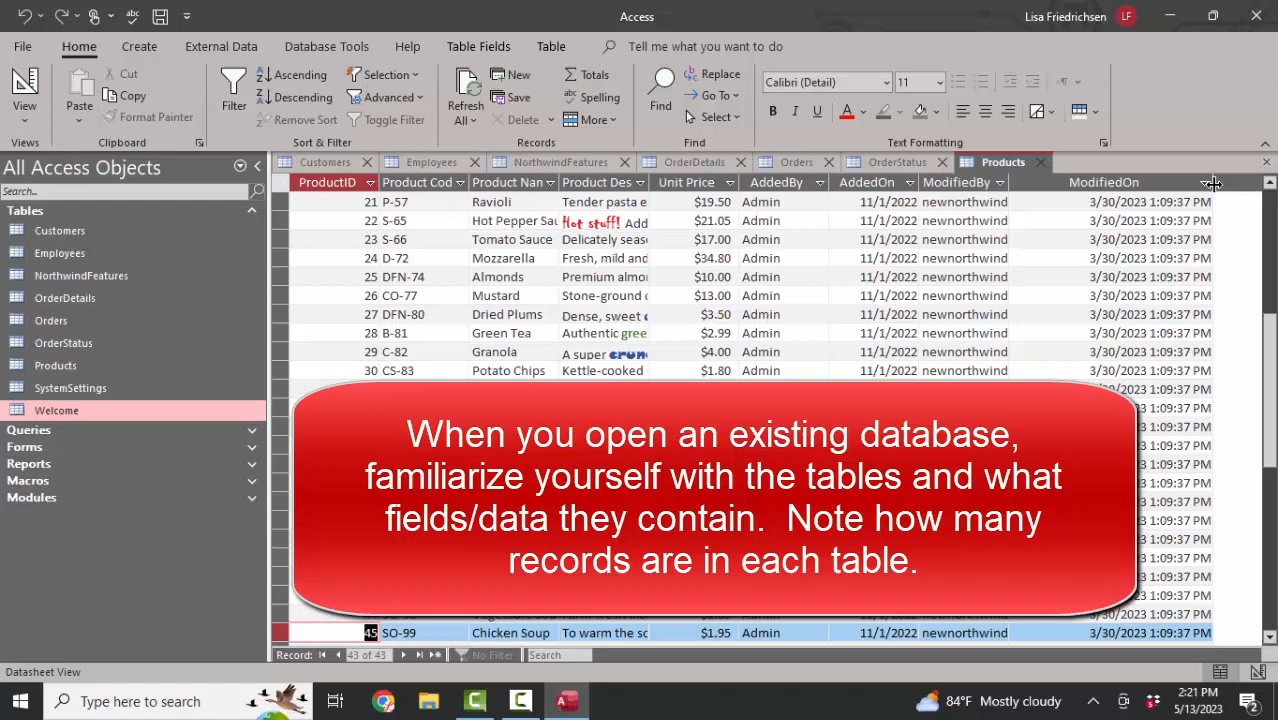 Access
Lisa Friedrichsen LF
File Home Create External Data Database Tools Help Table Fields Table Tell me what you want to do
View
Views
Paste
Cut
Copy
Format Painter
Clipboard
Filter
Ascending
Descending
Remove Sort
Selection
Advanced
Toggle Filter
Sort & Filter
Refresh
All
New
Save
Delete
Totals
Spelling
More
Records
Find
Replace
Go To
Select
Find
Calibri (Detail) 11
B I U A
Text Formatting
All Access Objects
Search...
Tables
Customers
Employees
NorthwindFeatures
OrderDetails
Orders
OrderStatus
Products
SystemSettings
Welcome
Queries
Forms
Reports
Macros
Modules
Customers Employees NorthwindFeatures OrderDetails Orders OrderStatus Products
ProductID Product Cod Product Nan Product Des Unit Price AddedBy AddedOn ModifiedBy ModifiedOn
21 P-57 Ravioli Tender pasta e $19.50 Admin 11/1/2022 newnorthwind 3/30/2023 1:09:37 PM
22 S-65 Hot Pepper Sau Hot stuff! Add $21.05 Admin 11/1/2022 newnorthwind 3/30/2023 1:09:37 PM
23 S-66 Tomato Sauce Delicately seas $17.00 Admin 11/1/2022 newnorthwind 3/30/2023 1:09:37 PM
24 D-72 Mozzarella Fresh, mild and $34.80 Admin 11/1/2022 newnorthwind 3/30/2023 1:09:37 PM
25 DFN-74 Almonds Premium almo $10.00 Admin 11/1/2022 newnorthwind 3/30/2023 1:09:37 PM
26 CO-77 Mustard Stone-ground $13.00 Admin 11/1/2022 newnorthwind 3/30/2023 1:09:37 PM
27 DFN-80 Dried Plums Dense, sweet $3.50 Admin 11/1/2022 newnorthwind 3/30/2023 1:09:37 PM
28 B-81 Green Tea Authentic gree $2.99 Admin 11/1/2022 newnorthwind 3/30/2023 1:09:37 PM
29 C-82 Granola A super crun $4.00 Admin 11/1/2022 newnorthwind 3/30/2023 1:09:37 PM
30 CS-83 Potato Chips Kettle-cooked $1.80 Admin 11/1/2022 newnorthwind 3/30/2023 1:09:37 PM
When you open an existing database,
familiarize yourself with the tables and what
fields/data they contain.  Note how many
records are in each table.
45 SO-99 Chicken Soup To warm the so $1.95 Admin 11/1/2022 newnorthwind 3/30/2023 1:09:37 PM
Record: 43 of 43 No Filter Search
Datasheet View
Type here to search
84°F Mostly cloudy
2:21 PM
5/13/2023
2